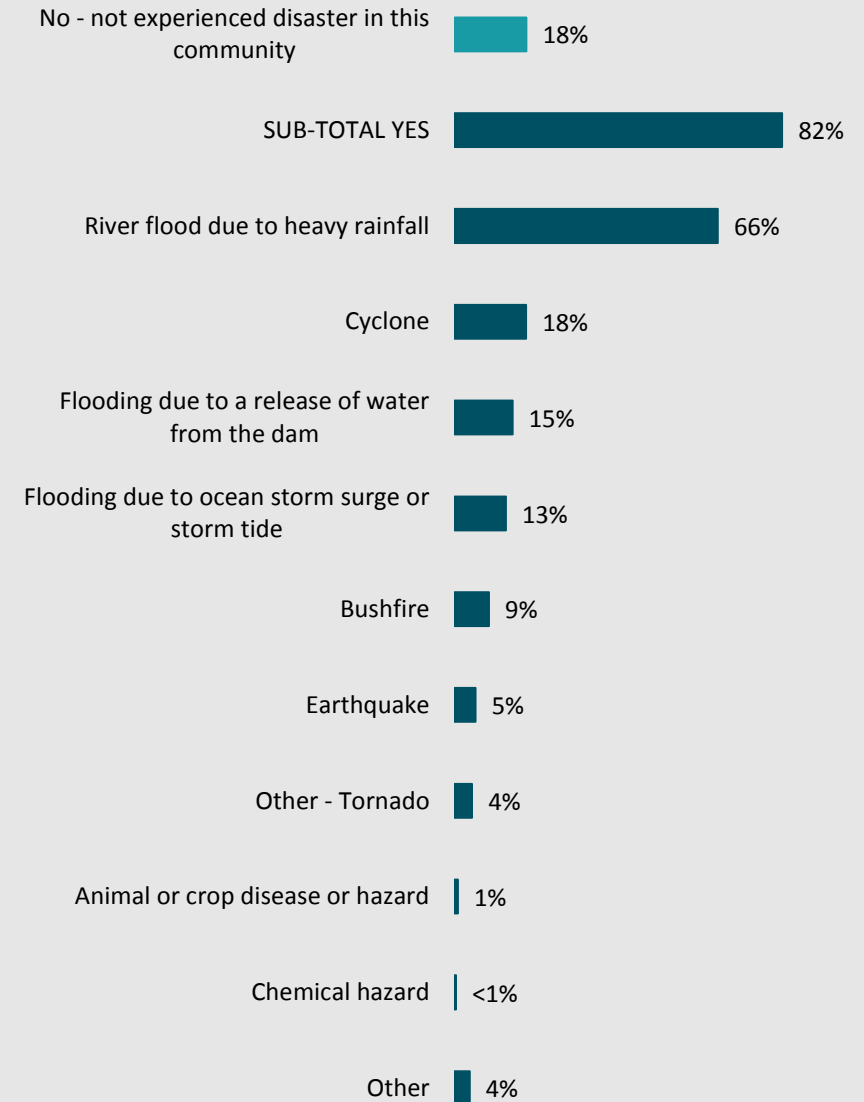 No - not experienced disaster in this
community
18%
SUB-TOTAL YES
82%
River flood due to heavy rainfall
66%
Cyclone
18%
Flooding due to a release of water
from the dam
15%
Flooding due to ocean storm surge or
storm tide
13%
Bushfire
9%
Earthquake
5%
Other - Tornado
4%
Animal or crop disease or hazard
1%
Chemical hazard
<1%
Other
4%